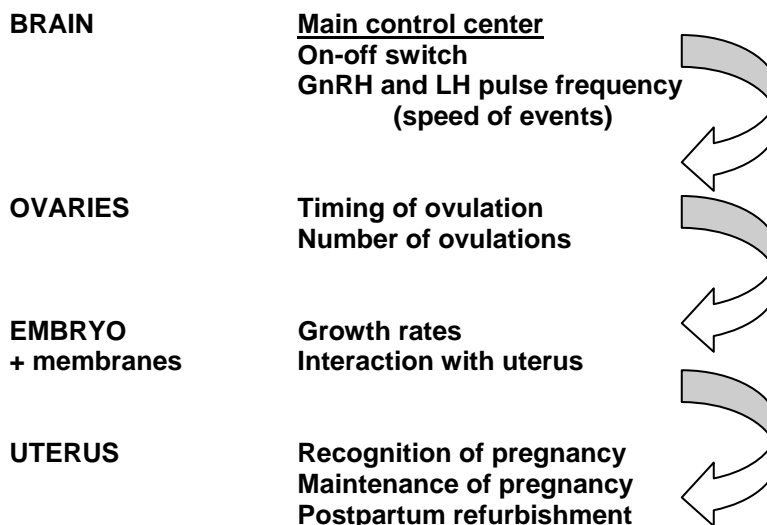 BRAIN Main control center
On-off switch
GnRH and LH pulse frequency
(speed of events)
OVARIES Timing of ovulation
Number of ovulations
EMBRYO Growth rates
+ membranes Interaction with uterus
UTERUS Recognition of pregnancy
Maintenance of pregnancy
Postpartum refurbishment